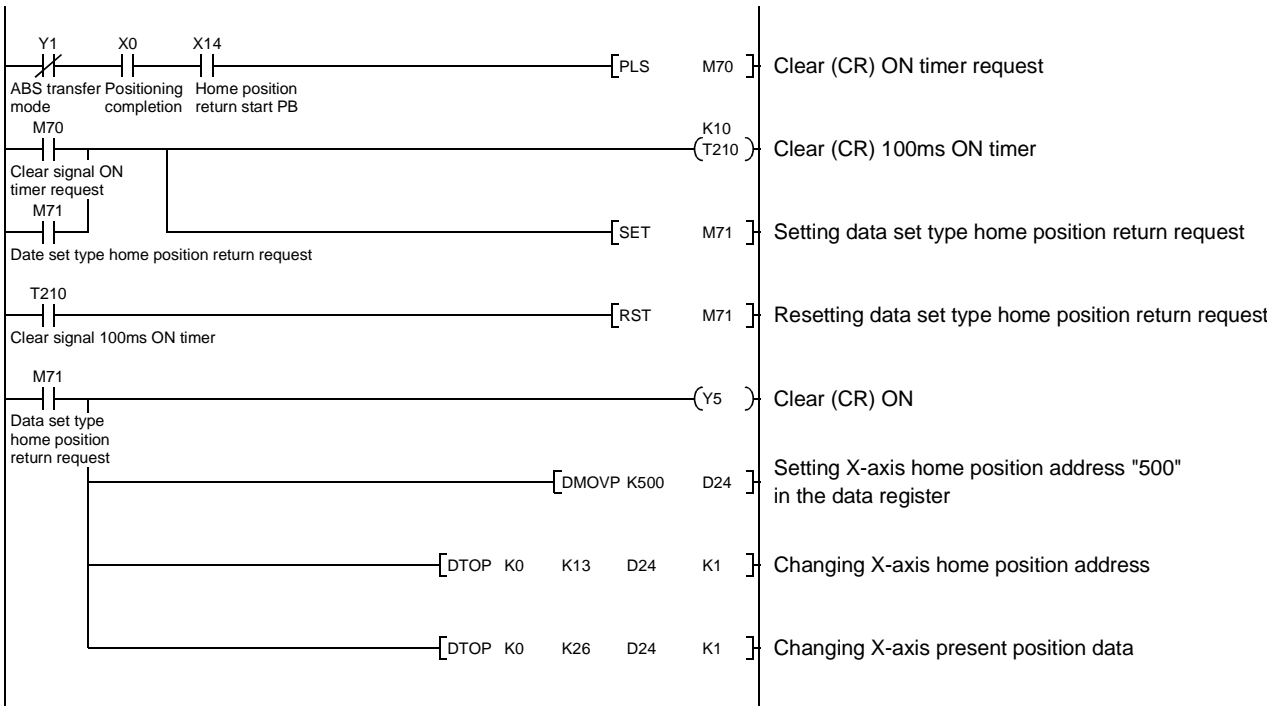 Y1 X0 X14
PLS M70 Clear (CR) ON timer request
ABS transfer mode
Positioning completion
Home position return start PB
M70
K10
T210 Clear (CR) 100ms ON timer
Clear signal ON
timer request
M71
SET M71 Setting data set type home position return request
Date set type home position return request
T210
RST M71 Resetting data set type home position return request
Clear signal 100ms ON timer
M71
Y5 Clear (CR) ON
Data set type
home position
return request
DMOVP K500 D24 Setting X-axis home position address "500"
in the data register
DTOP K0 K13 D24 K1 Changing X-axis home position address
DTOP K0 K26 D24 K1 Changing X-axis present position data